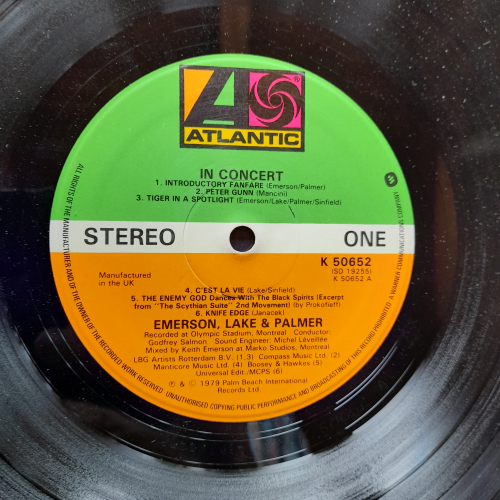 ATLANTIC
®
IN CONCERT
1. INTRODUCTORY FANFARE (Emerson/Palmer)
2. PETER GUNN (Mancini)
3. TIGER IN A SPOTLIGHT (Emerson/Lake/Palmer/Sinfield)
STEREO
ONE
K 50652
(SD 19255)
K 50652 A
Manufactured
in the UK
4. C'EST LA VIE (Lake/Sinfield)
5. THE ENEMY GOD Dances With The Black Spirits (Excerpt
from "The Scythian Suite" 2nd Movement) (by Prokofieff)
6. KNIFE EDGE (Janacek)
EMERSON, LAKE & PALMER
Recorded at Olympic Stadium, Montreal Conductor:
Godfrey Salmon Sound Engineer: Michel Léveillée
Mixed by Keith Emerson at Marko Studios, Montreal
LBG Artists Rotterdam B.V. (1,3) Compass Music Ltd. (2)
Manticore Music Ltd. (4) Boosey & Hawkes (5)
Universal Edit./MCPS (6)
℗ & © 1979 Palm Beach International
Records Ltd.
ALL RIGHTS OF THE MANUFACTURER AND OF THE OWNER OF THE RECORDED WORK RESERVED. UNAUTHORISED COPYING PUBLIC PERFORMANCE AND BROADCASTING OF THIS RECORD PROHIBITED. A WARNER COMMUNICATIONS COMPANY